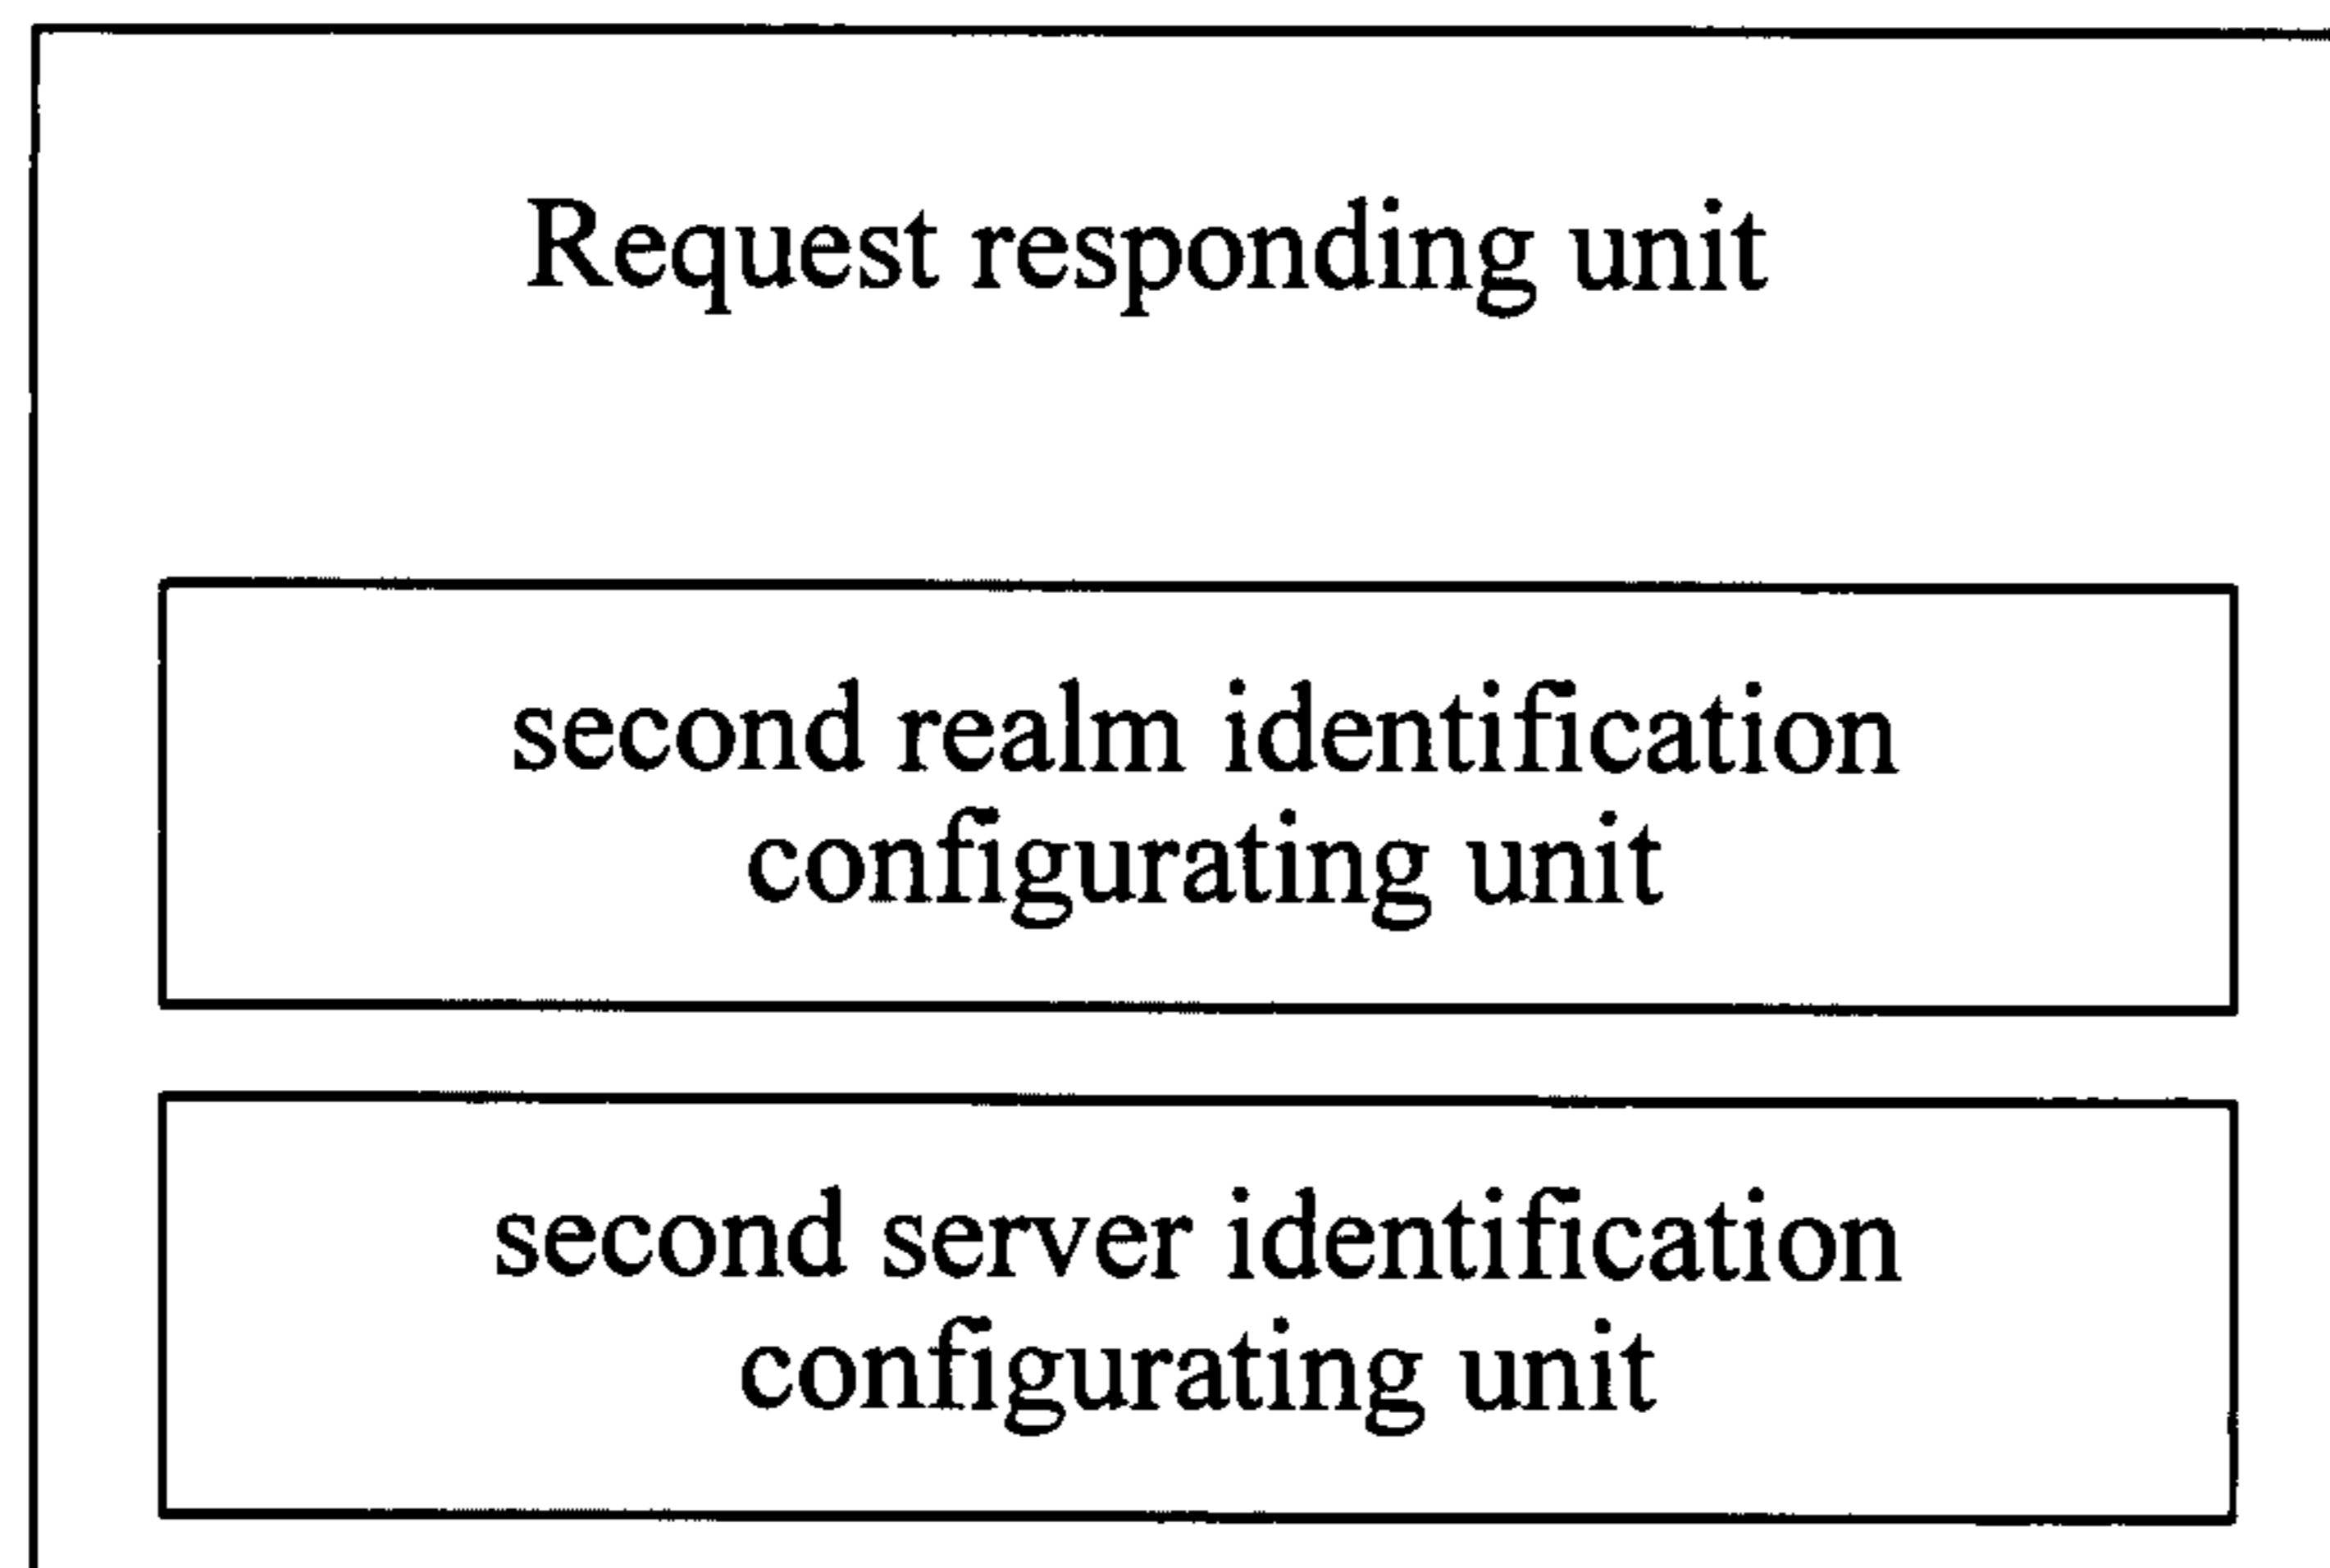 Request responding unit
second realm identification
configurating unit
second server identification
configurating unit